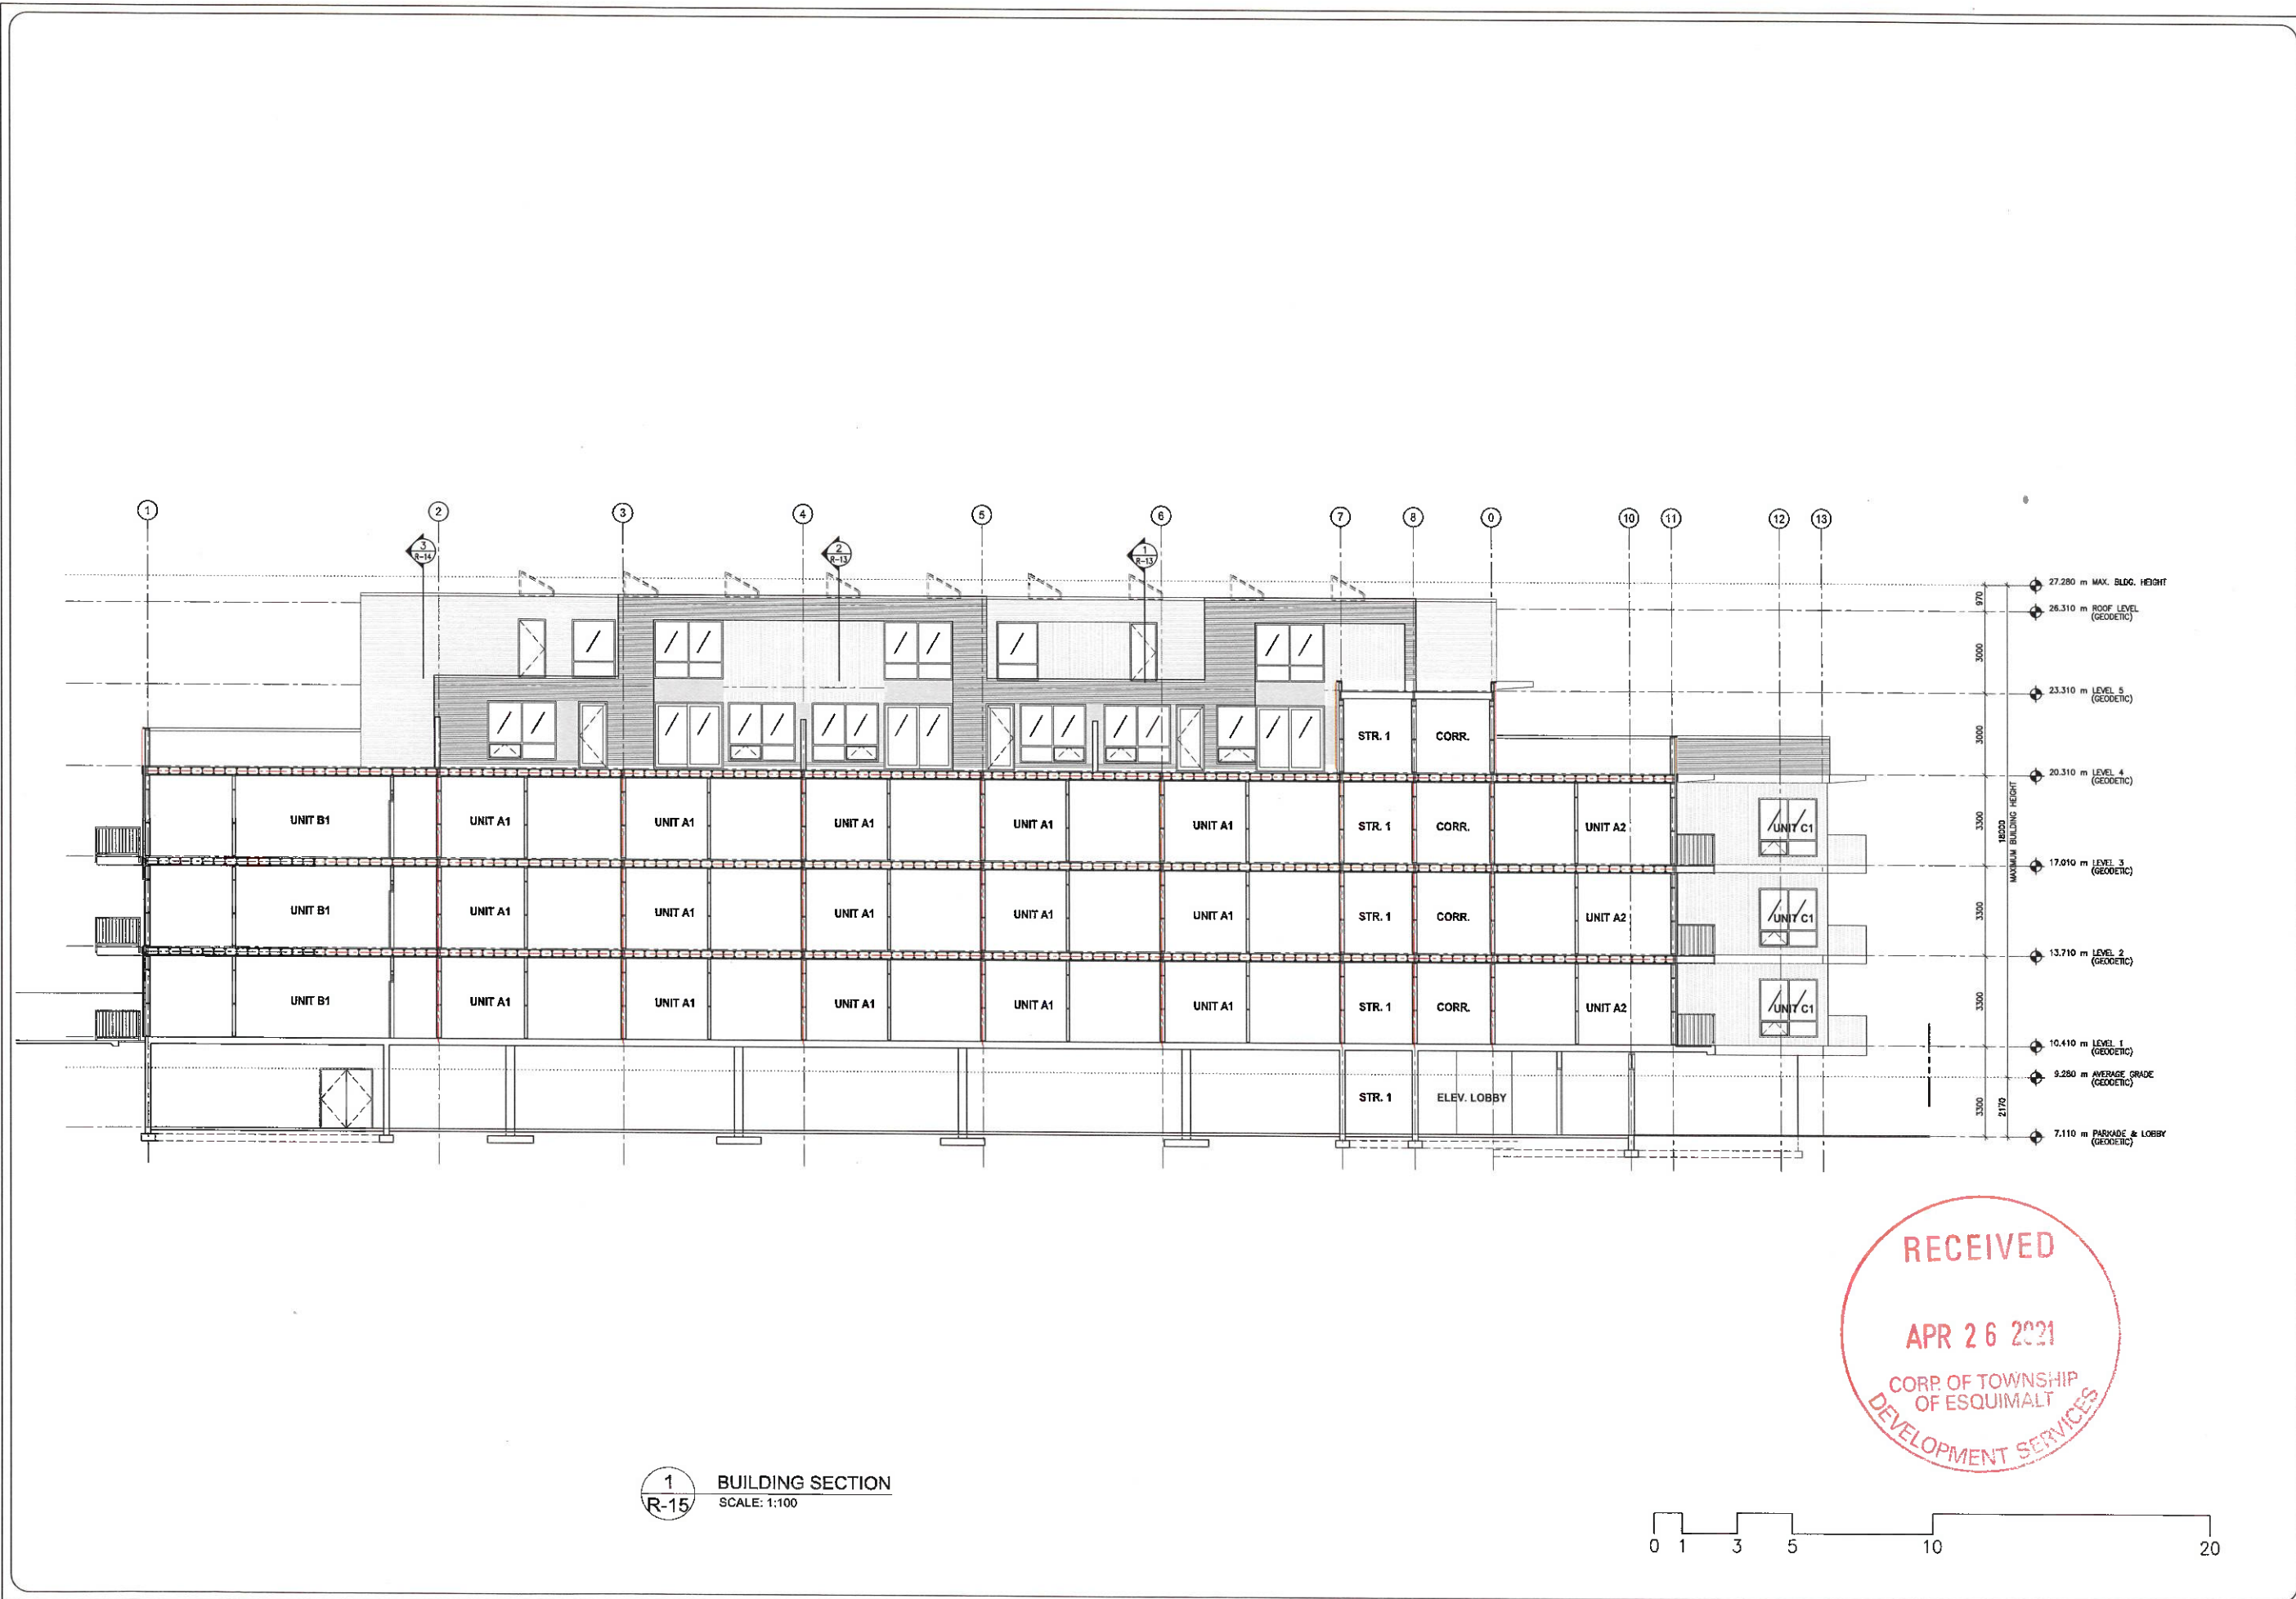 1 2 3 4 5 6 7 8 0 10 11 12 13
3
R-14
2
R-13
1
R-13
27.280 m MAX. BLDG. HEIGHT
970
26.310 m ROOF LEVEL
(GEODETIC)
3000
23.310 m LEVEL 5
(GEODETIC)
STR. 1 CORR.
3000
20.310 m LEVEL 4
(GEODETIC)
UNIT B1 UNIT A1 UNIT A1 UNIT A1 UNIT A1 UNIT A1 STR. 1 CORR. UNIT A2 UNIT C1
3300
18000
MAXIMUM BUILDING HEIGHT
17.010 m LEVEL 3
(GEODETIC)
UNIT B1 UNIT A1 UNIT A1 UNIT A1 UNIT A1 UNIT A1 STR. 1 CORR. UNIT A2 UNIT C1
3300
13.710 m LEVEL 2
(GEODETIC)
UNIT B1 UNIT A1 UNIT A1 UNIT A1 UNIT A1 UNIT A1 STR. 1 CORR. UNIT A2 UNIT C1
3300
10.410 m LEVEL 1
(GEODETIC)
9.280 m AVERAGE GRADE
(GEODETIC)
STR. 1 ELEV. LOBBY
3300
2170
7.110 m PARKADE & LOBBY
(GEODETIC)
RECEIVED
APR 26 2021
CORP. OF TOWNSHIP
OF ESQUIMALT
DEVELOPMENT SERVICES
1
R-15
BUILDING SECTION
SCALE: 1:100
0 1 3 5 10 20